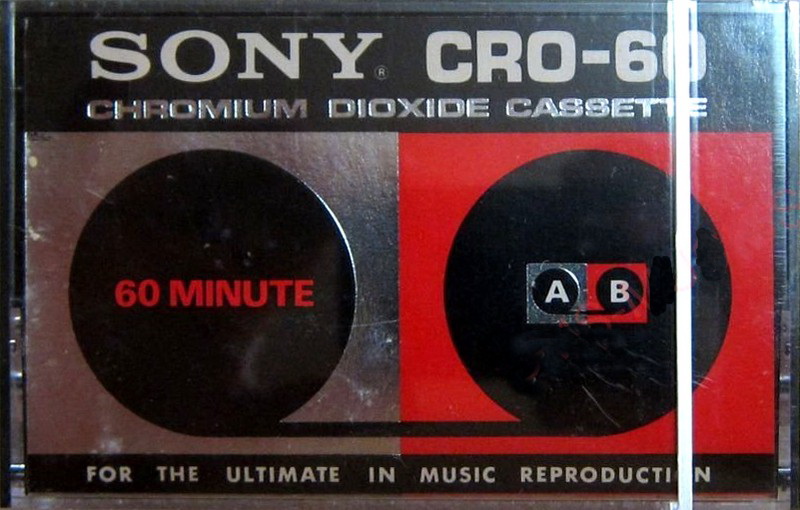 SONY® CRO-60
CHROMIUM DIOXIDE CASSETTE
60 MINUTE
A B
FOR THE ULTIMATE IN MUSIC REPRODUCTION